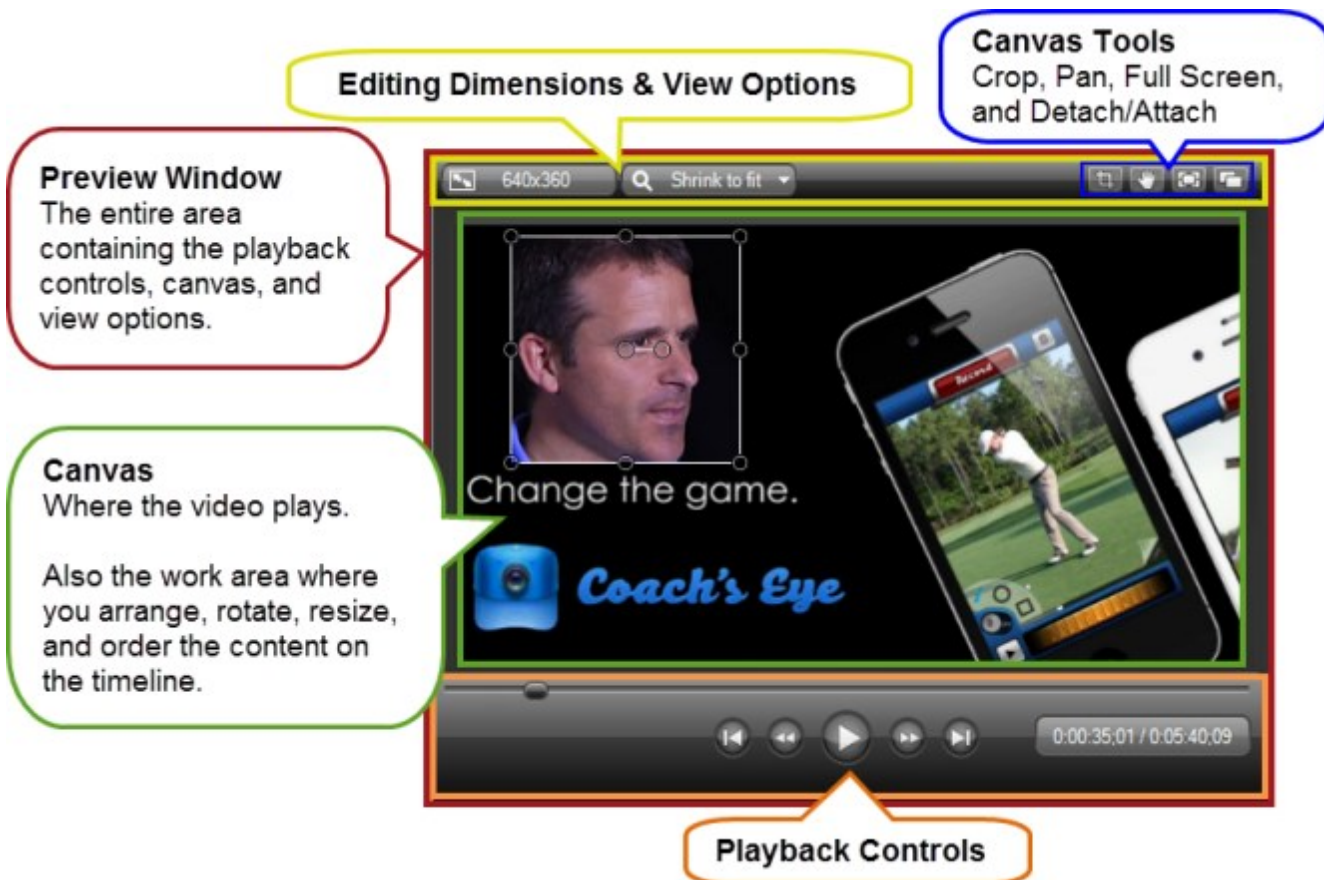 Editing Dimensions & View Options
Canvas Tools
Crop, Pan, Full Screen,
and Detach/Attach
Preview Window
The entire area
containing the playback
controls, canvas, and
view options.
640x360
Shrink to fit
Record
Change the game.
Coach's Eye
Canvas
Where the video plays.
Also the work area where
you arrange, rotate, resize,
and order the content on
the timeline.
0:00:35;01 / 0:05:40;09
Playback Controls